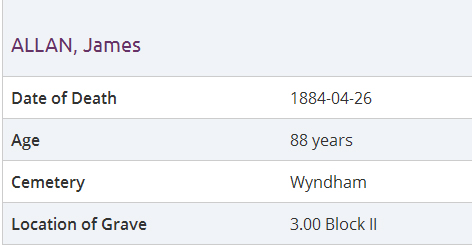 ALLAN, James
Date of Death 1884-04-26
Age 88 years
Cemetery Wyndham
Location of Grave 3.00 Block II